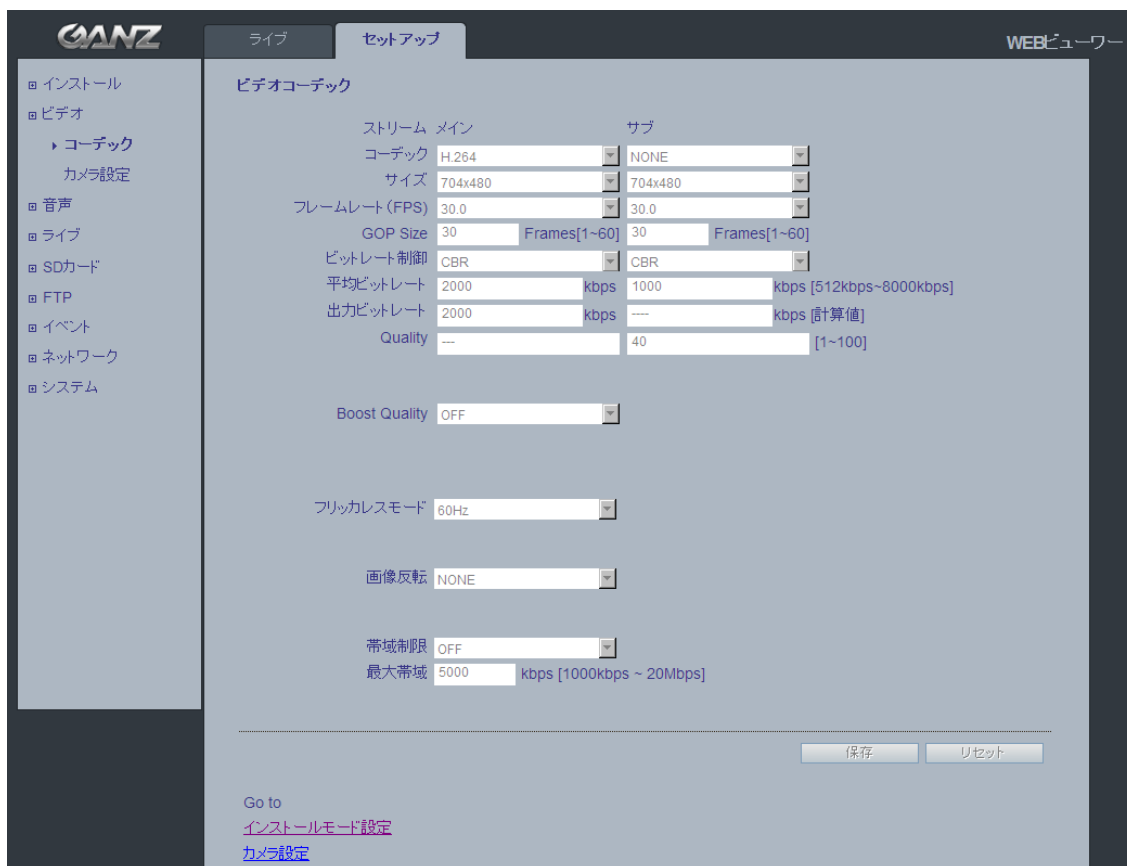 GANZ
ライブ
セットアップ
WEBビューワー
インストール
ビデオ
コーデック
カメラ設定
音声
ライブ
SDカード
FTP
イベント
ネットワーク
システム
ビデオコーデック
ストリーム メイン サブ
コーデック H.264 NONE
サイズ 704x480 704x480
フレームレート(FPS) 30.0 30.0
GOP Size 30 Frames[1~60] 30 Frames[1~60]
ビットレート制御 CBR CBR
平均ビットレート 2000 kbps 1000 kbps [512kbps~8000kbps]
出力ビットレート 2000 kbps ---- kbps [計算値]
Quality --- 40 [1~100]
Boost Quality OFF
フリッカレスモード 60Hz
画像反転 NONE
帯域制限 OFF
最大帯域 5000 kbps [1000kbps ~ 20Mbps]
保存 リセット
Go to
インストールモード設定
カメラ設定